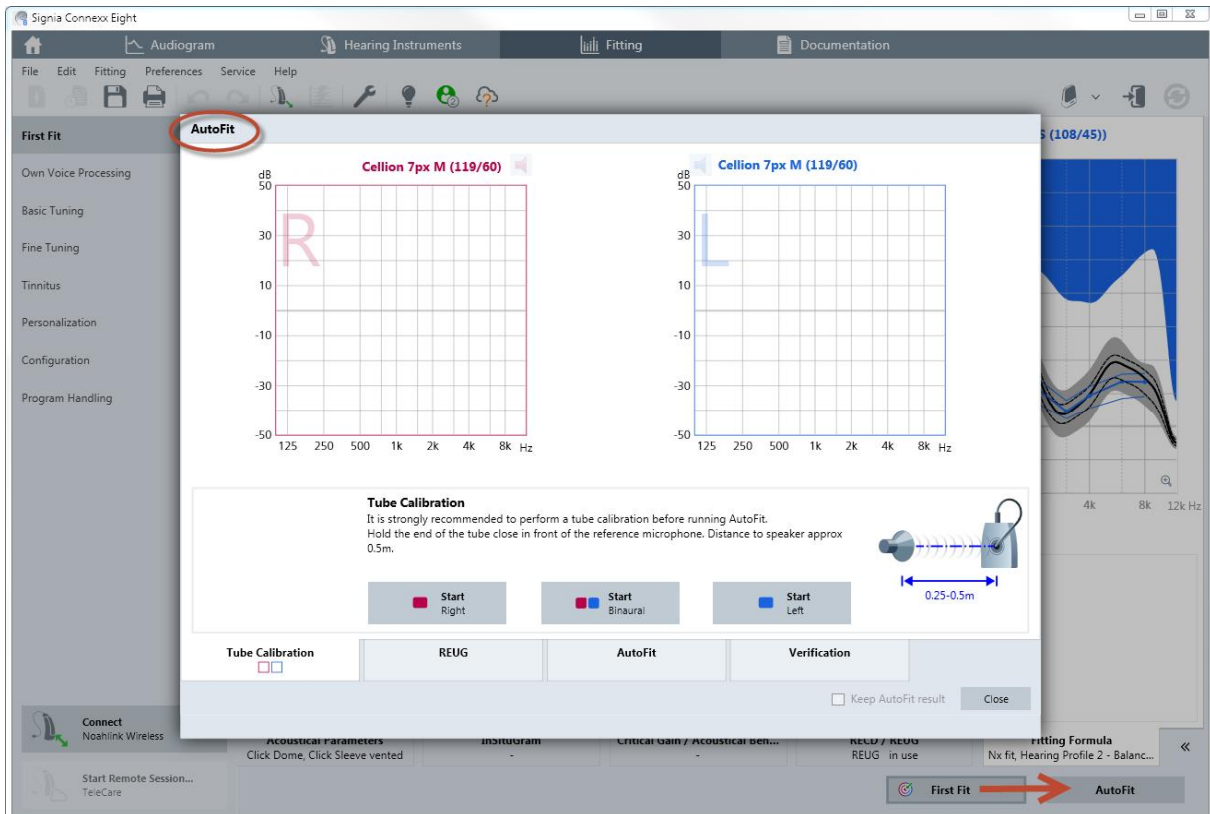 Signia Connexx Eight
Audiogram
Hearing Instruments
Fitting
Documentation
File Edit Fitting Preferences Service Help
First Fit
Own Voice Processing
Basic Tuning
Fine Tuning
Tinnitus
Personalization
Configuration
Program Handling
AutoFit
Cellion 7px M (119/60)
dB
50
30
10
-10
-30
-50
R
125 250 500 1k 2k 4k 8k Hz
Cellion 7px M (119/60)
dB
50
30
10
-10
-30
-50
L
125 250 500 1k 2k 4k 8k Hz
(108/45))
4k 8k 12k Hz
Tube Calibration
It is strongly recommended to perform a tube calibration before running AutoFit.
Hold the end of the tube close in front of the reference microphone. Distance to speaker approx
0.5m.
0.25-0.5m
Start
Right
Start
Binaural
Start
Left
Tube Calibration
REUG
AutoFit
Verification
Keep AutoFit result
Close
Connect
Noahlink Wireless
Start Remote Session...
TeleCare
Acoustical Parameters
Click Dome, Click Sleeve vented
InSituGram
-
Critical Gain / Acoustical Ben...
-
RECD / REUG
REUG in use
Fitting Formula
Nx fit, Hearing Profile 2 - Balanc...
«
First Fit
AutoFit